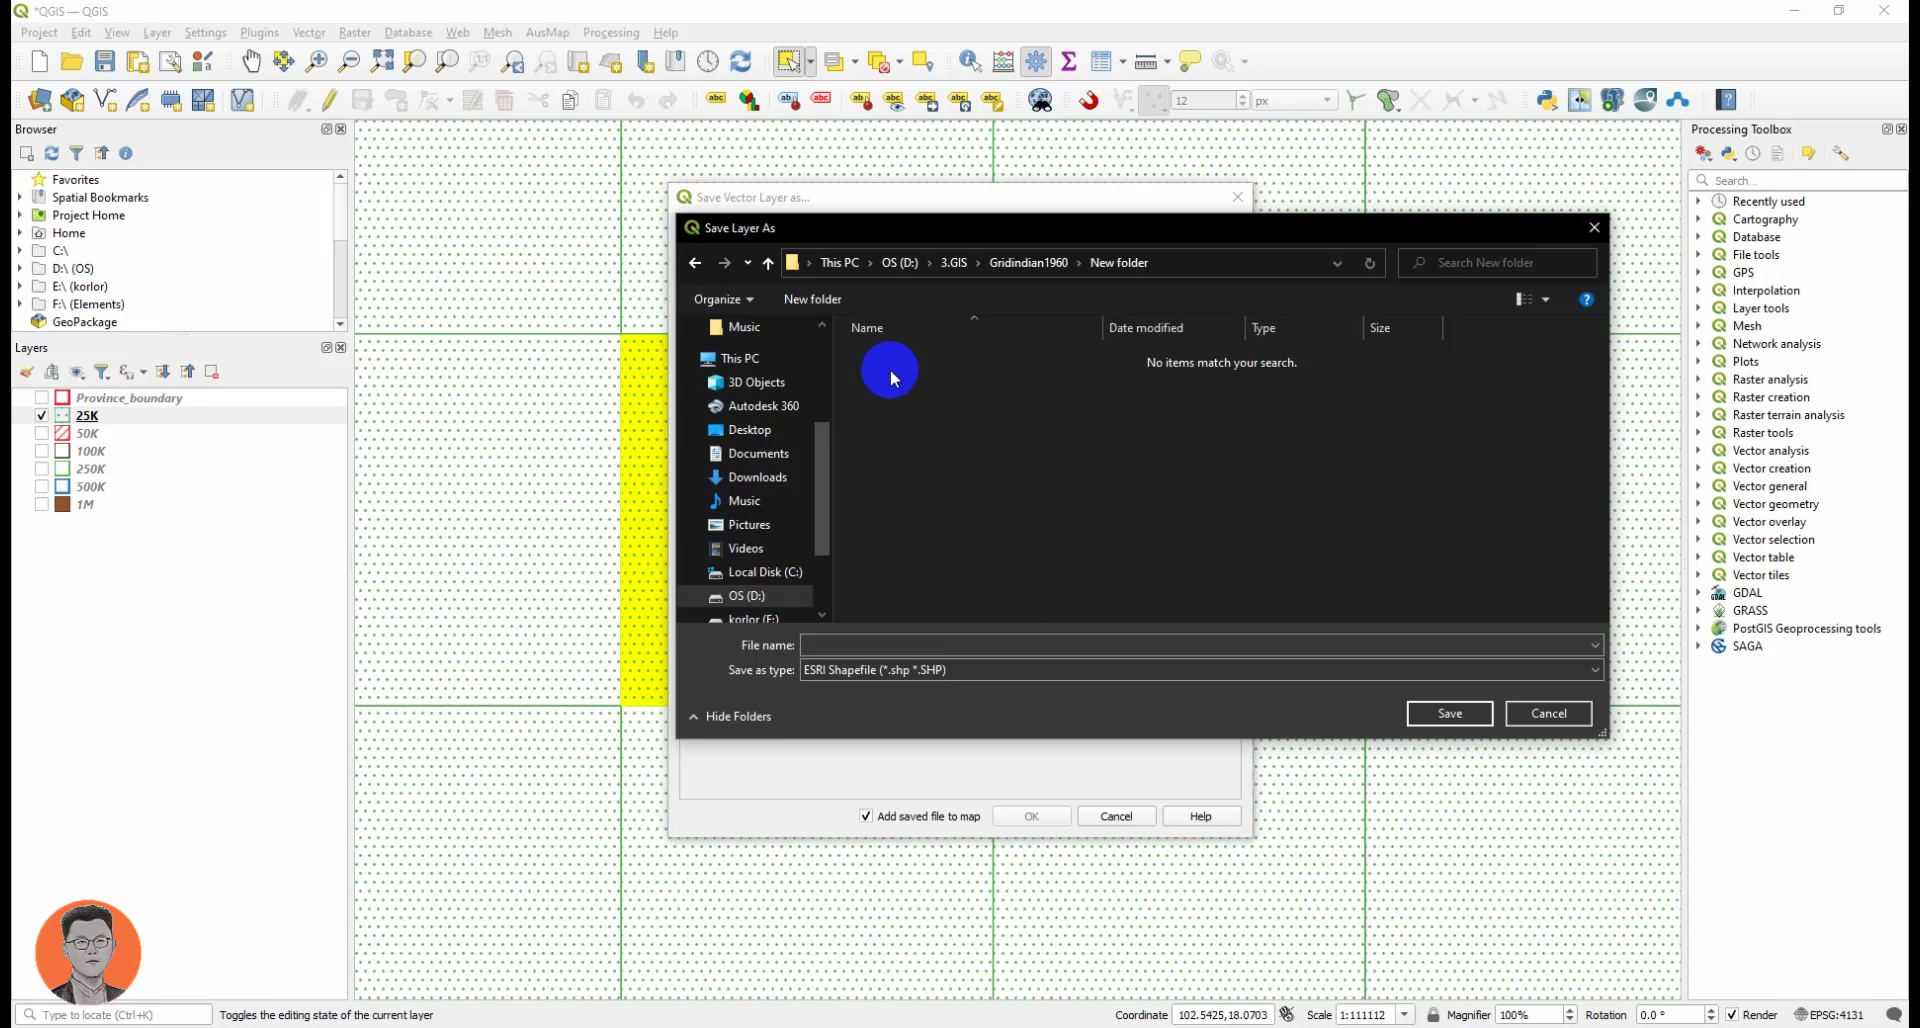 *QGIS — QGIS
Project Edit View Layer Settings Plugins Vector Raster Database Web Mesh AusMap Processing Help
12 px
Browser
Favorites
Spatial Bookmarks
Project Home
Home
C:\
D:\ (OS)
E:\ (korlor)
F:\ (Elements)
GeoPackage
Layers
Province_boundary
25K
50K
100K
250K
500K
1M
Save Vector Layer as...
Save Layer As
This PC › OS (D:) › 3.GIS › Gridindian1960 › New folder
Search New folder
Organize New folder
Music
This PC
3D Objects
Autodesk 360
Desktop
Documents
Downloads
Music
Pictures
Videos
Local Disk (C:)
OS (D:)
korlor (E:)
Name Date modified Type Size
No items match your search.
File name:
Save as type: ESRI Shapefile (*.shp *.SHP)
Hide Folders
Save Cancel
Add saved file to map OK Cancel Help
Processing Toolbox
Search...
Recently used
Cartography
Database
File tools
GPS
Interpolation
Layer tools
Mesh
Network analysis
Plots
Raster analysis
Raster creation
Raster terrain analysis
Raster tools
Vector analysis
Vector creation
Vector general
Vector geometry
Vector overlay
Vector selection
Vector table
Vector tiles
GDAL
GRASS
PostGIS Geoprocessing tools
SAGA
Type to locate (Ctrl+K) Toggles the editing state of the current layer Coordinate 102.5425,18.0703 Scale 1:111112 Magnifier 100% Rotation 0.0 ° Render EPSG:4131